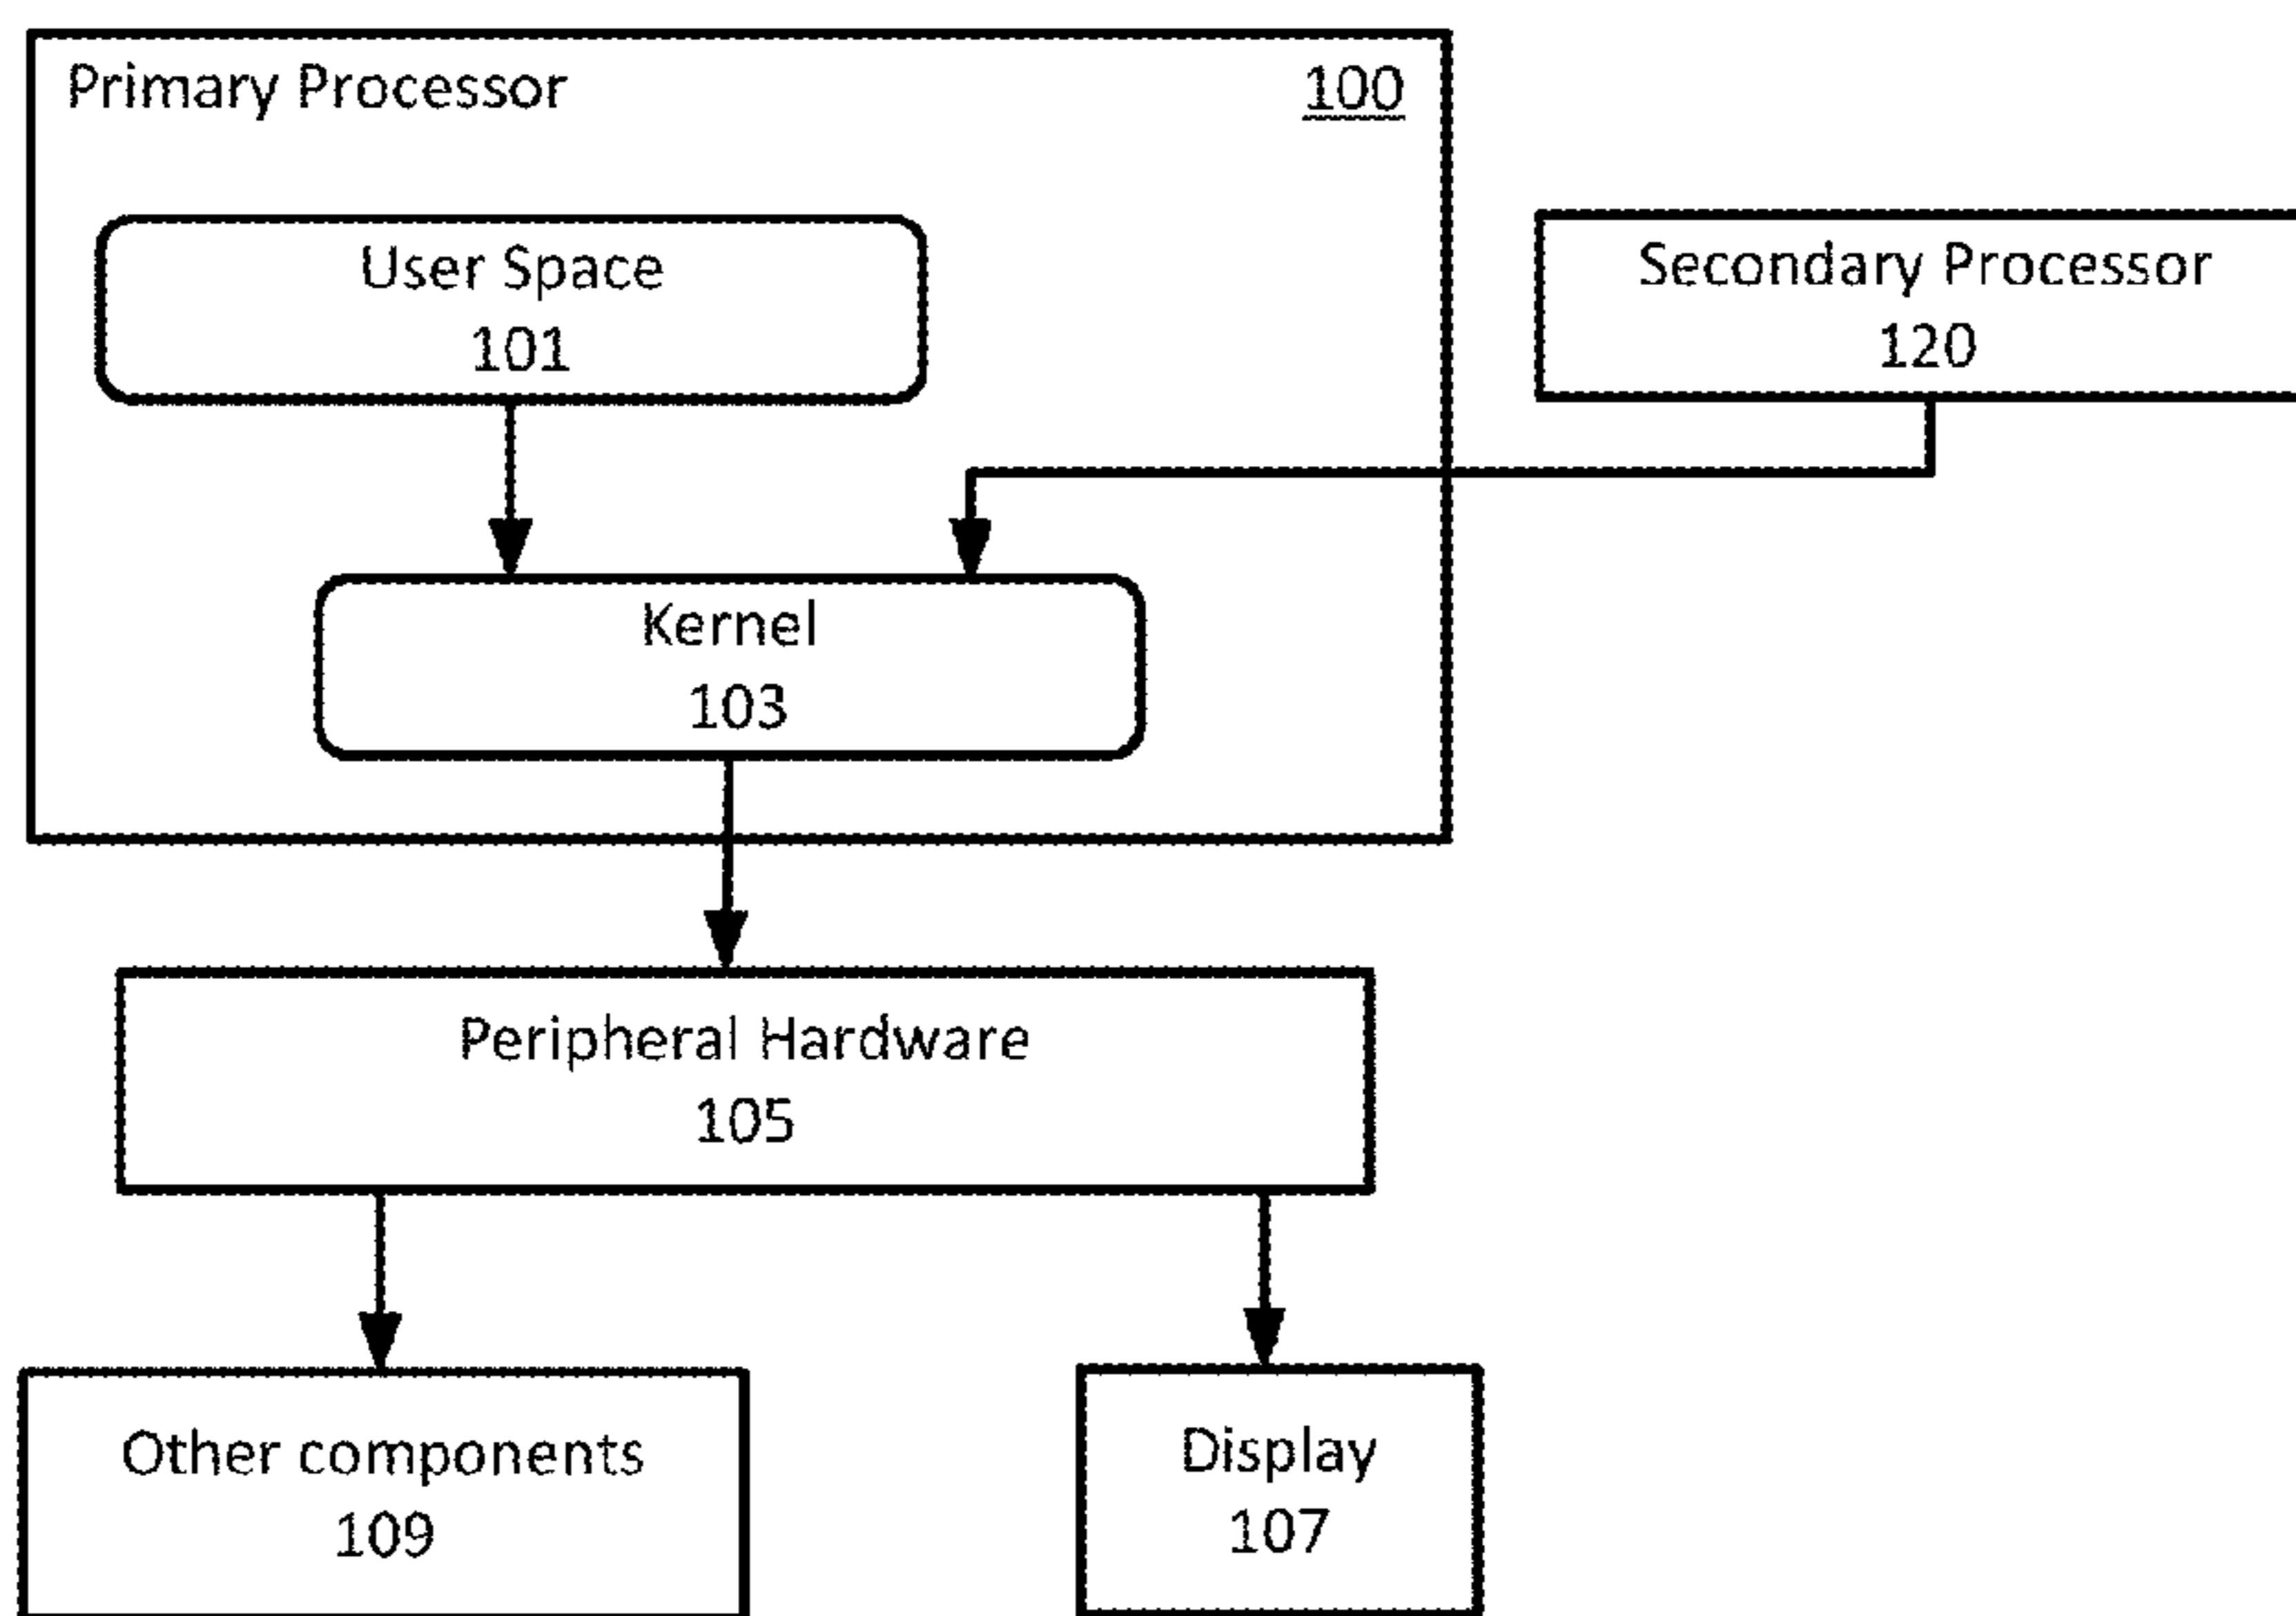 Primary Processor 100
User Space
101
Secondary Processor
120
Kernel
103
Peripheral Hardware
105
Other components
109
Display
107